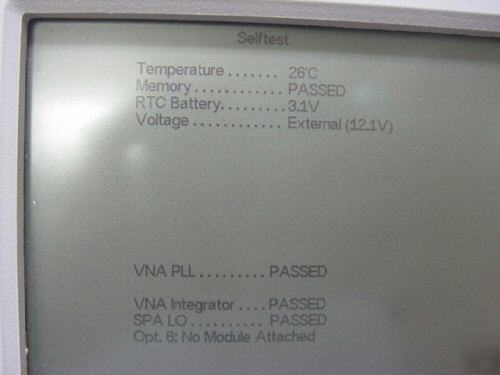 Selftest
Temperature ....... 26°C
Memory ............ PASSED
RTC Battery......... 3.1V
Voltage ............ External (12.1V)
VNA PLL ......... PASSED
VNA Integrator .... PASSED
SPA LO .......... PASSED
Opt. 6: No Module Attached